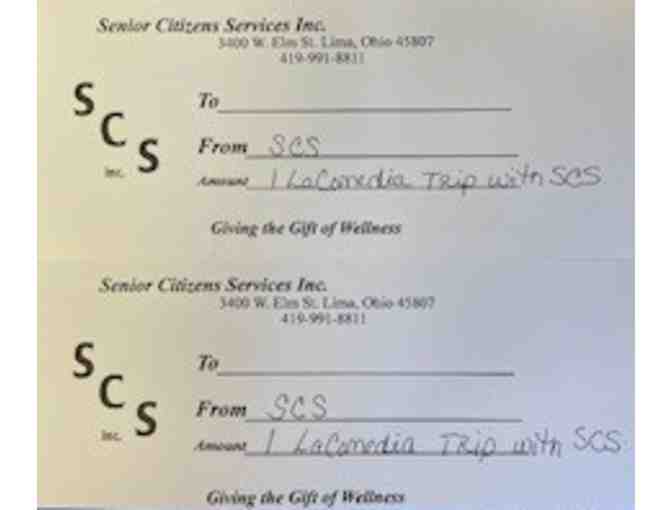 Senior Citizens Services Inc.
3400 W. Elm St. Lima, Ohio 45807
419-991-8811
S
C
S
Inc.
To
From SCS
Amount 1 LaComedia Trip with SCS
Giving the Gift of Wellness
Senior Citizens Services Inc.
3400 W. Elm St. Lima, Ohio 45807
419-991-8811
S
C
S
Inc.
To
From SCS
Amount 1 LaComedia Trip with SCS
Giving the Gift of Wellness